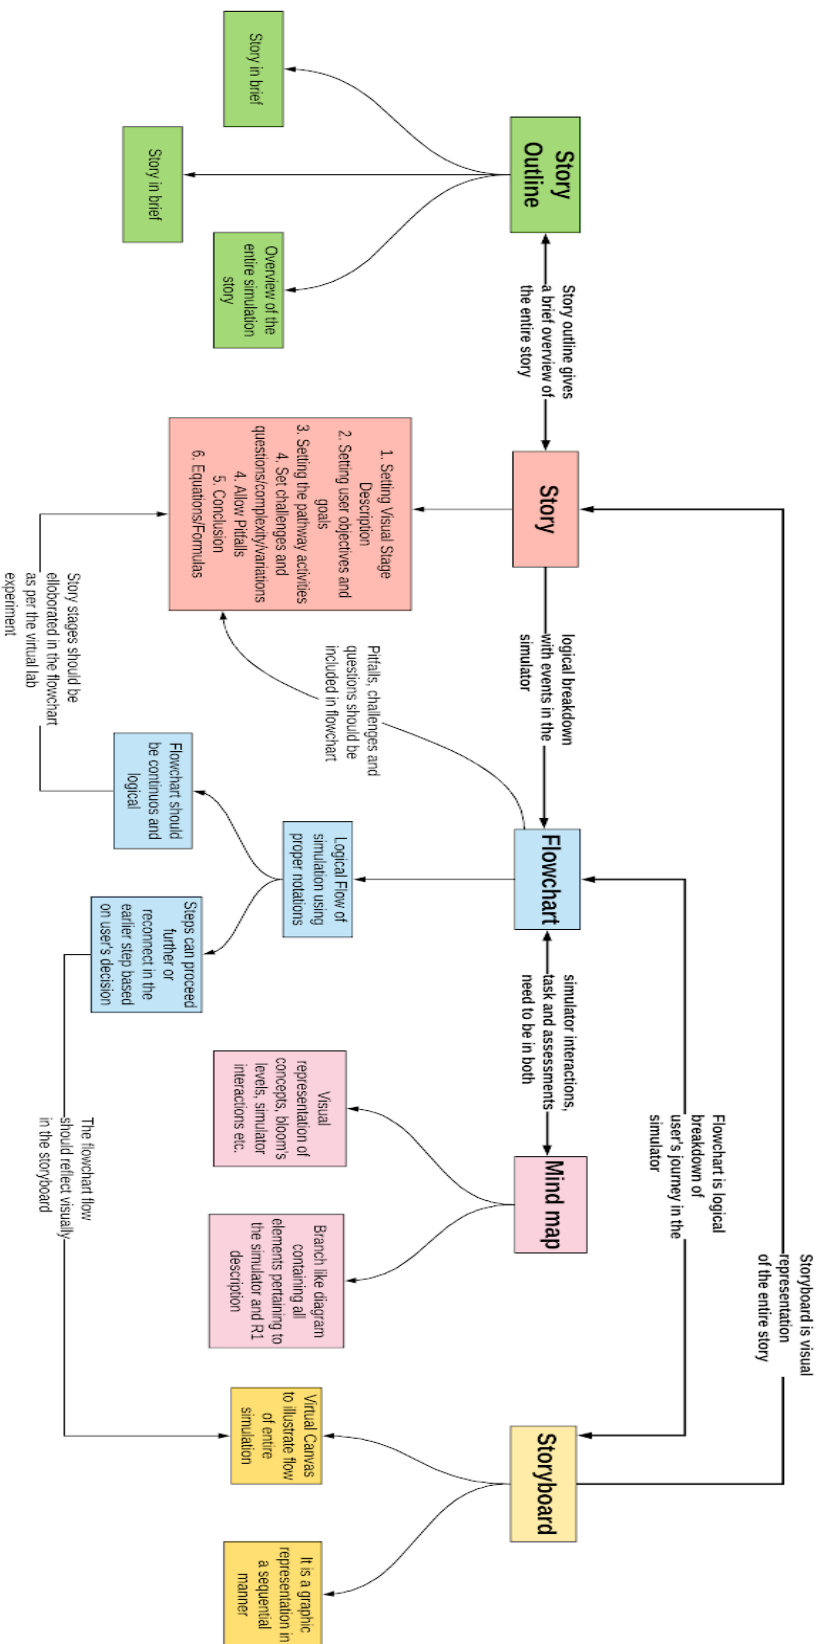 Storyboard is visual
representation
of the entire story
Flowchart is logical
breakdown of
user's journey in the
simulator
Story
Outline
Story outline gives
a brief overview of
the entire story
Story
logical breakdown
with events in the
simulator
Flowchart
simulator interactions,
task and assessments
need to be in both
Mind map
Storyboard
Story in brief
Story in brief
Overview of the
entire simulation
story
1. Setting Visual Stage
Description
2. Setting user objectives and
goals
3. Setting the pathway activities
4. Set challenges and
questions/complexity/variations
4. Allow Pitfalls
5. Conclusion
6. Equations/Formulas
Pitfalls, challenges and
questions should be
included in flowchart
Logical Flow of
simulation using
proper notations
Flowchart should
be continuos and
logical
Steps can proceed
further or
reconnect in the
earlier step based
on user's decision
Visual
representation of
concepts, bloom's
levels, simulator
interactions etc.
Branch like diagram
containing all
elements pertaining to
the simulator and R1
description
Virtual Canvas
to illustrate flow
of entire
simulation
It is a graphic
representation in
a sequential
manner
Story stages should be
elloborated in the flowchart
as per the virtual lab
experiment
The flowchart flow
should reflect visually
in the storyboard